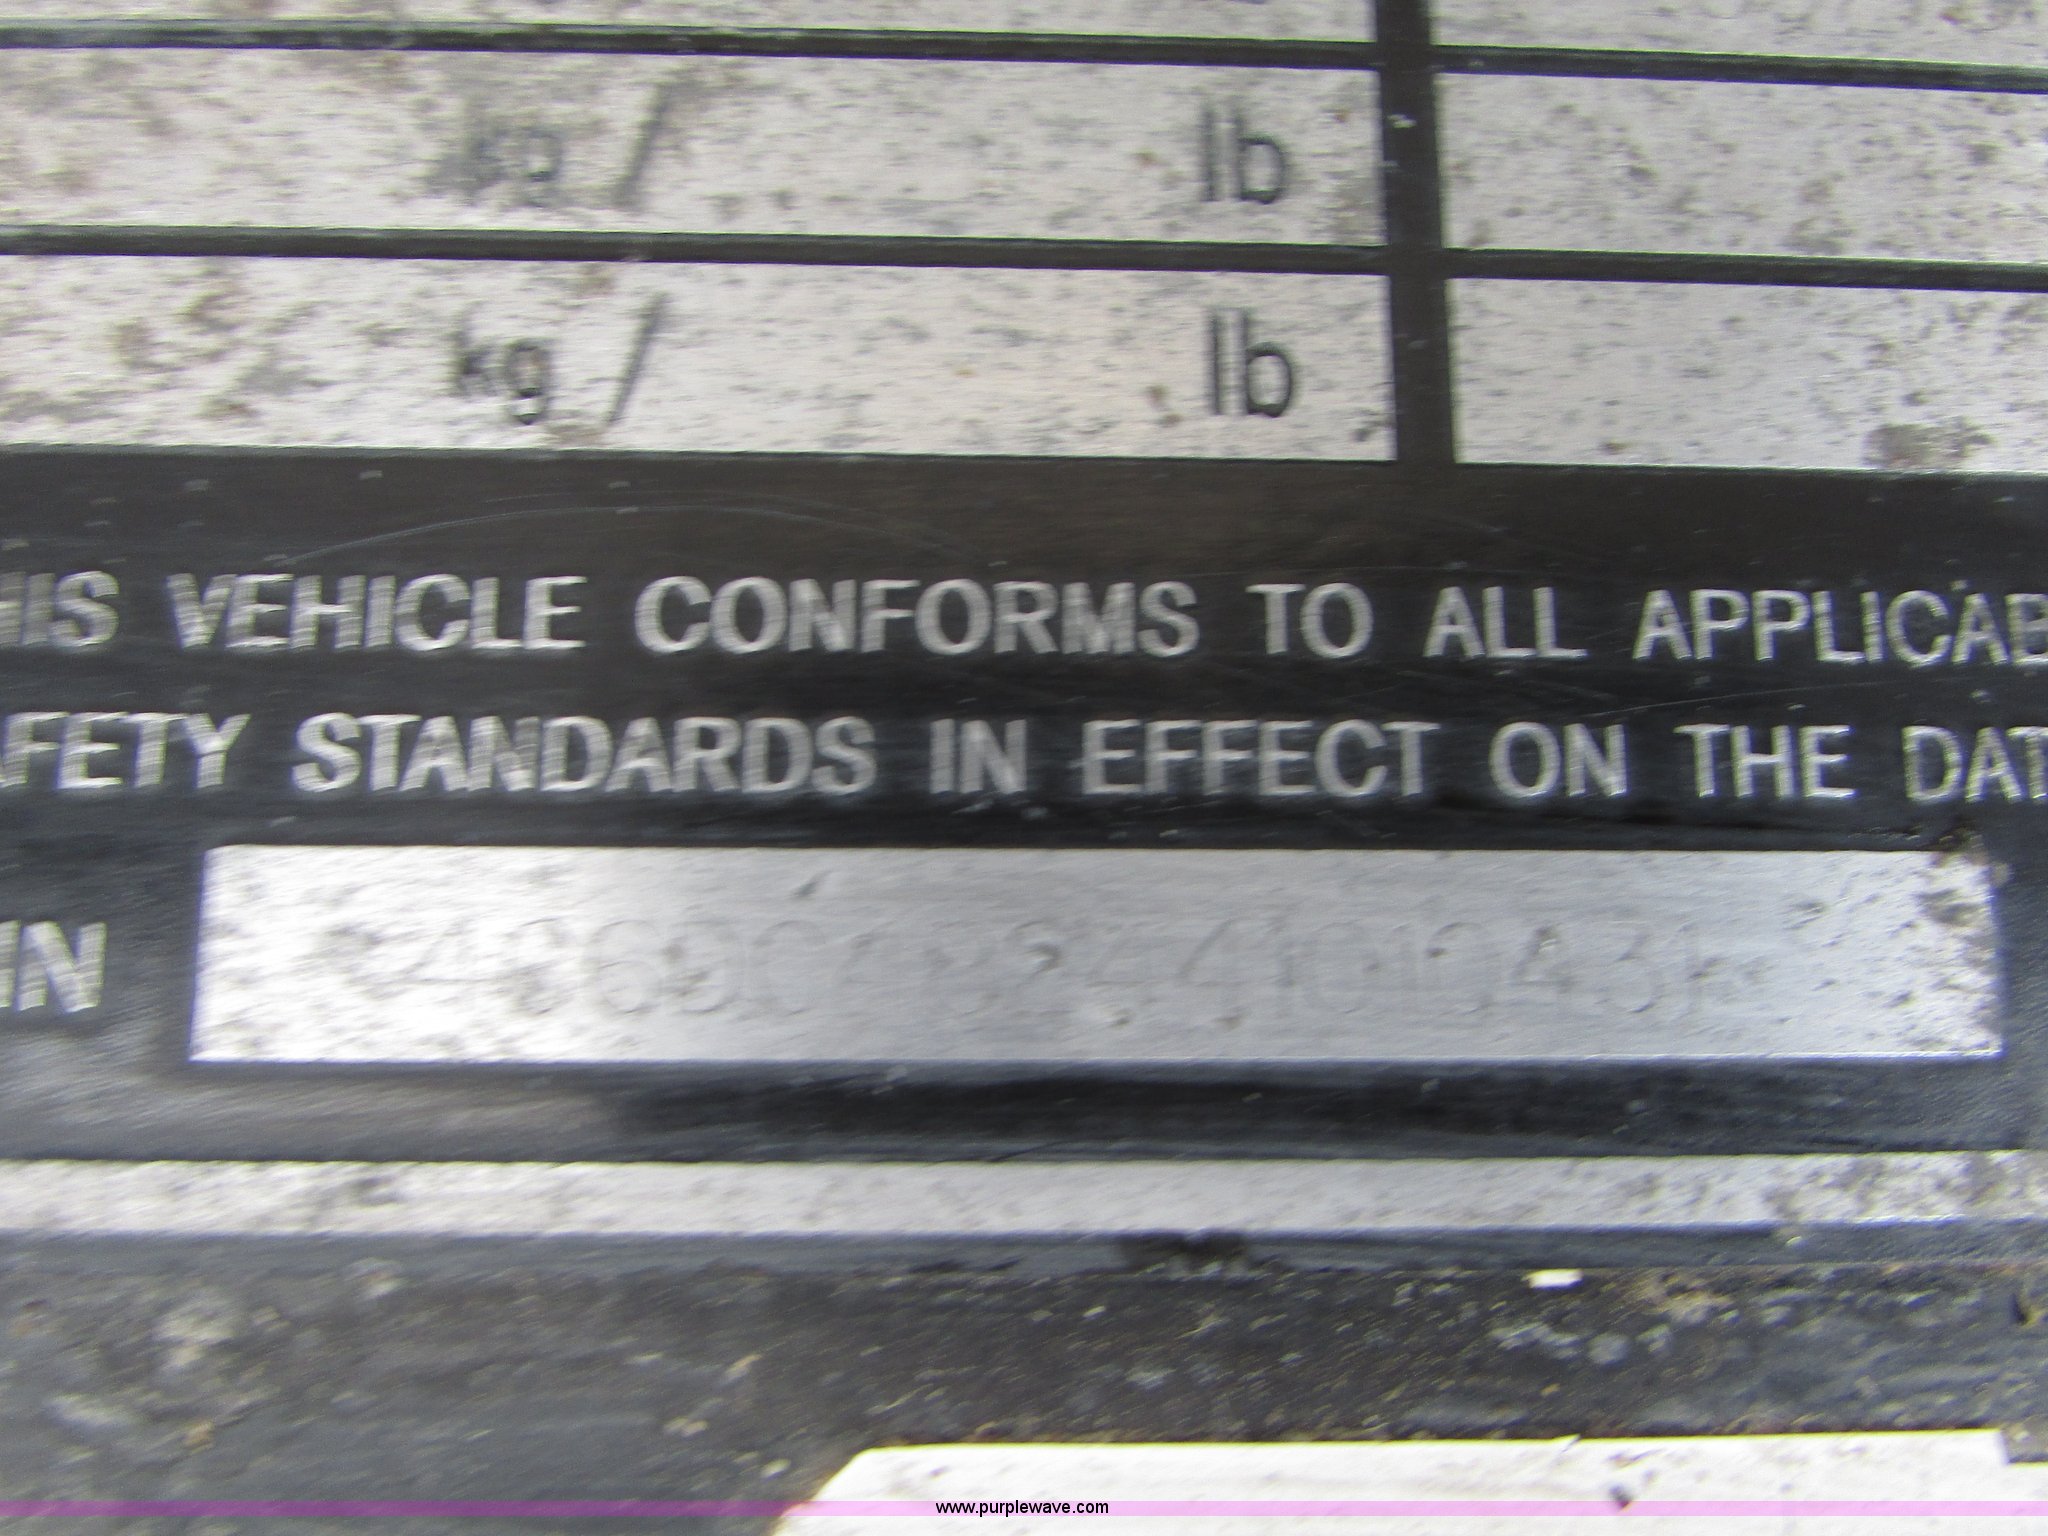 kg / lb
kg / lb
HIS VEHICLE CONFORMS TO ALL APPLICAB
AFETY STANDARDS IN EFFECT ON THE DAT
IN
www.purplewave.com